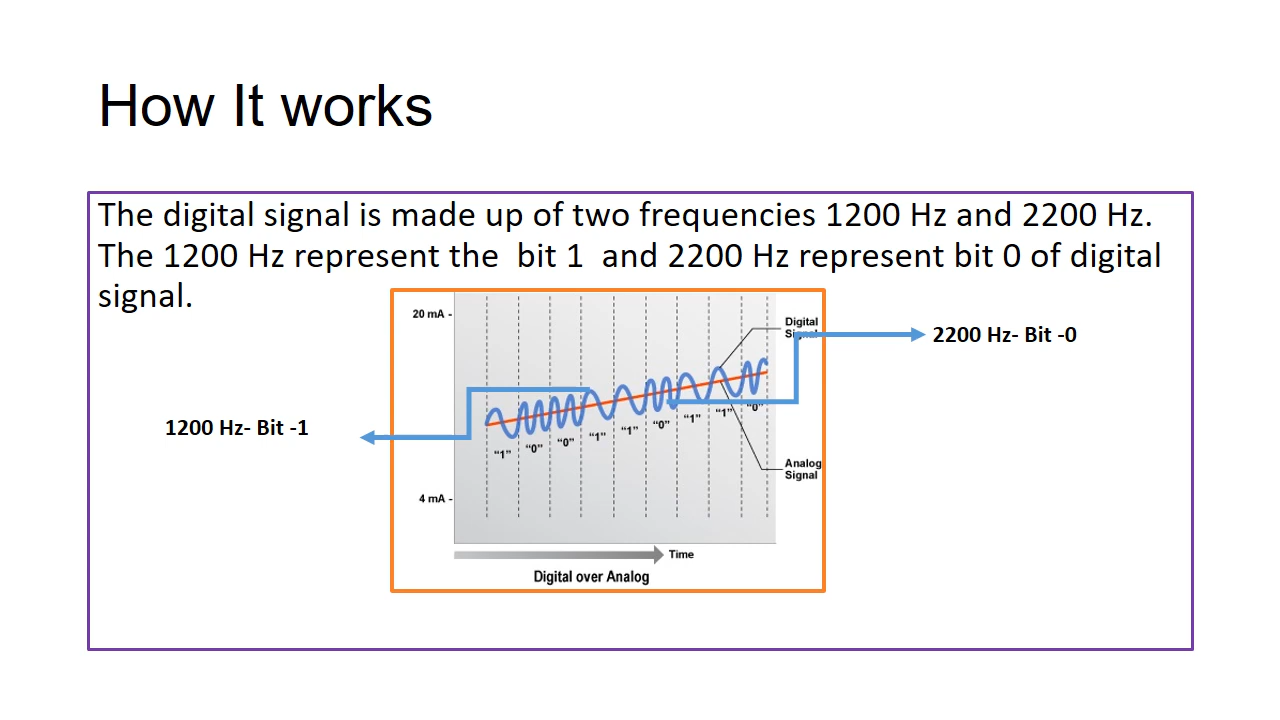 How It works
The digital signal is made up of two frequencies 1200 Hz and 2200 Hz.
The 1200 Hz represent the  bit 1  and 2200 Hz represent bit 0 of digital
signal.
20 mA -
Digital
Signal
2200 Hz- Bit -0
1200 Hz- Bit -1
“1” “0” “0” “1” “1” “0” “1” “1” “0”
Analog
Signal
4 mA -
Time
Digital over Analog